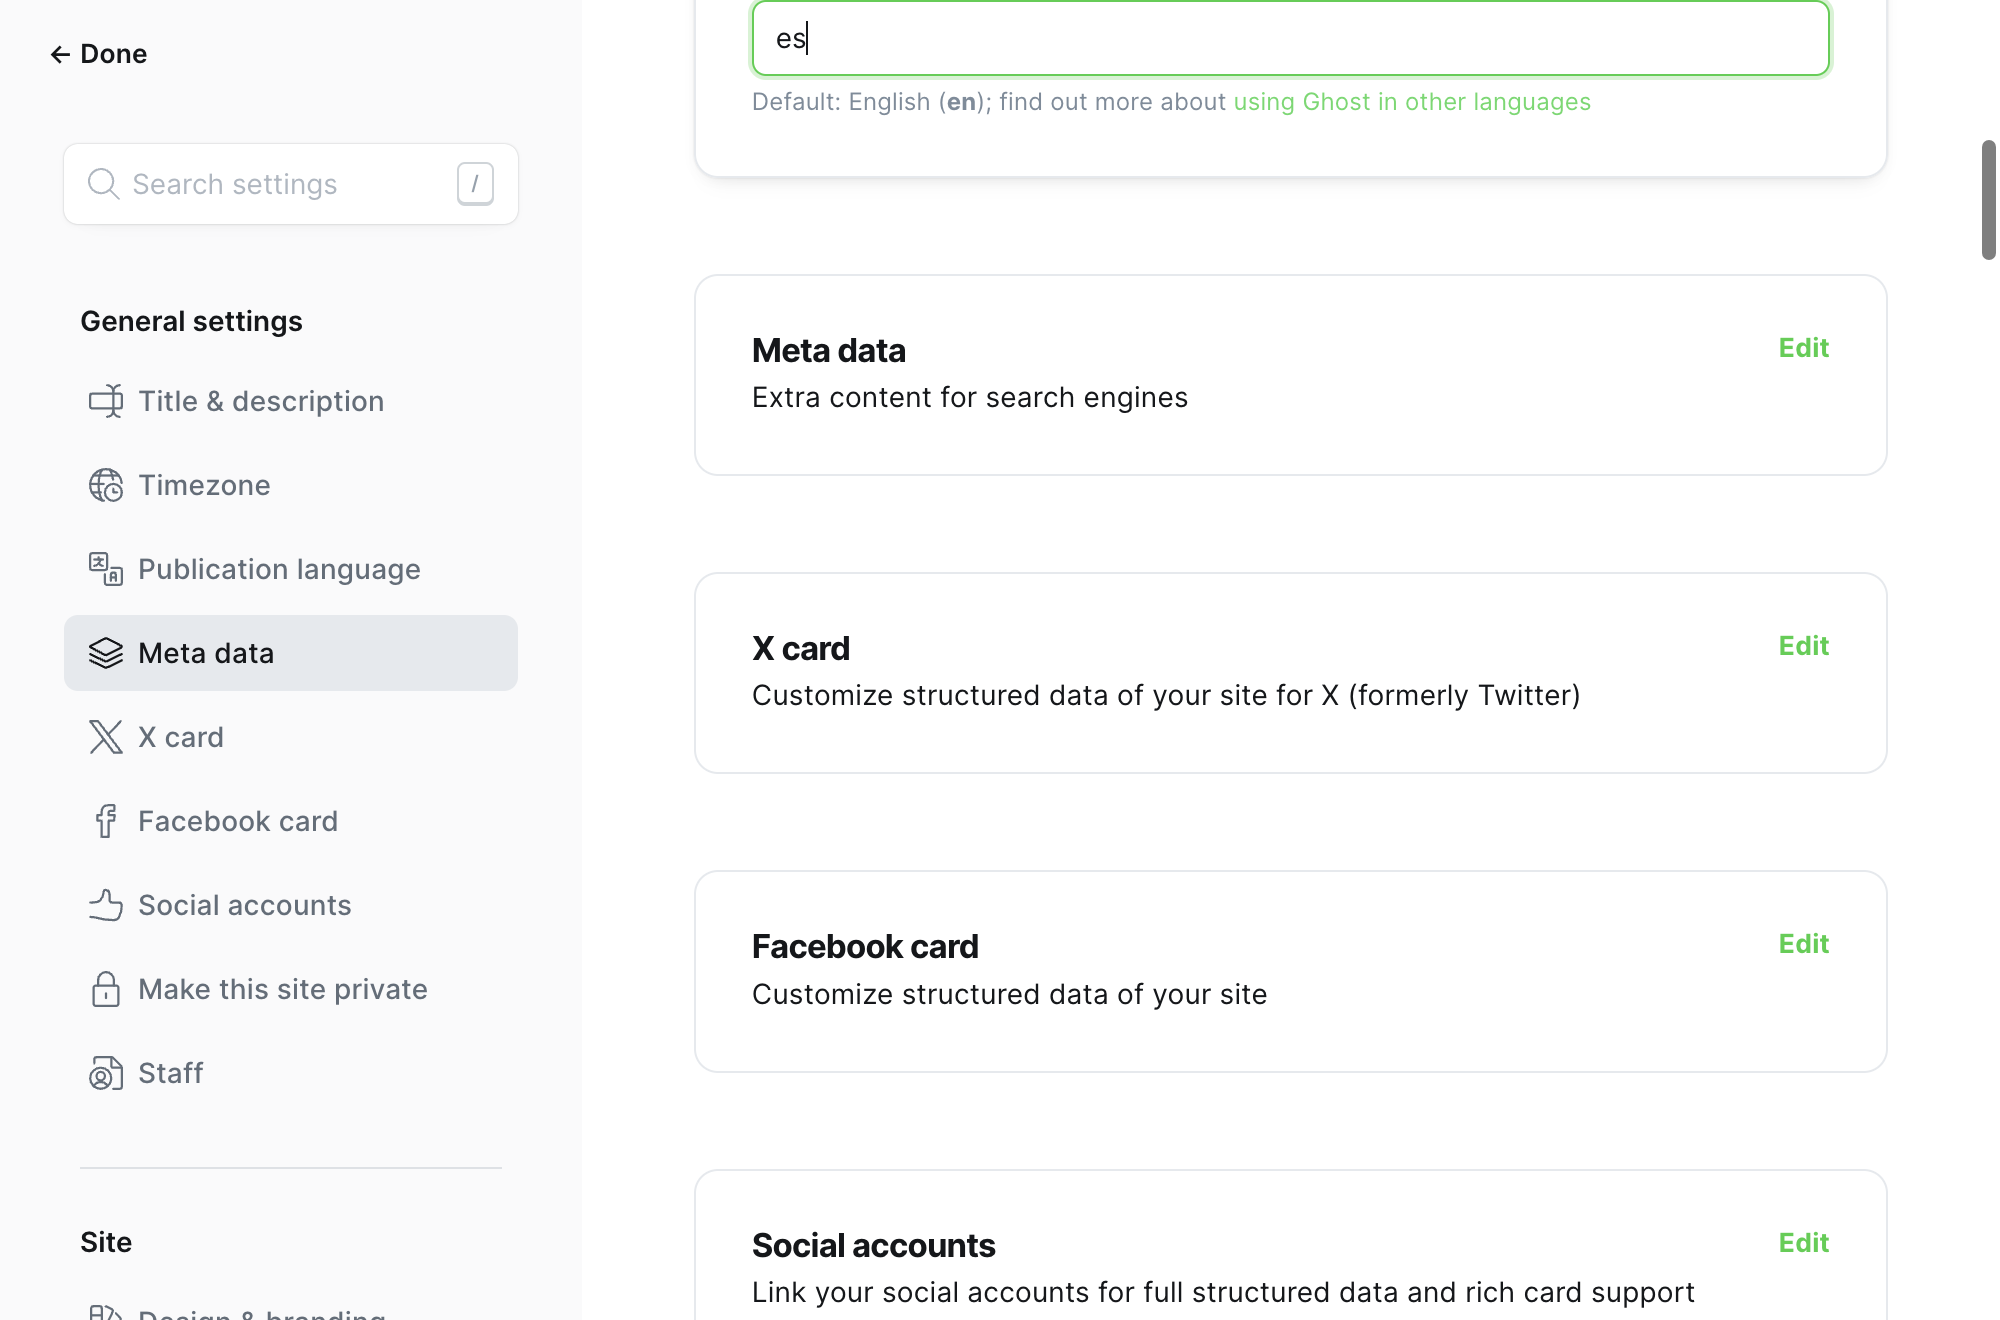 ← Done
Search settings /
General settings
Title & description
Timezone
Publication language
Meta data
X card
Facebook card
Social accounts
Make this site private
Staff
Site
Design & branding
es
Default: English (en); find out more about using Ghost in other languages
Meta data
Edit
Extra content for search engines
X card
Edit
Customize structured data of your site for X (formerly Twitter)
Facebook card
Edit
Customize structured data of your site
Social accounts
Edit
Link your social accounts for full structured data and rich card support